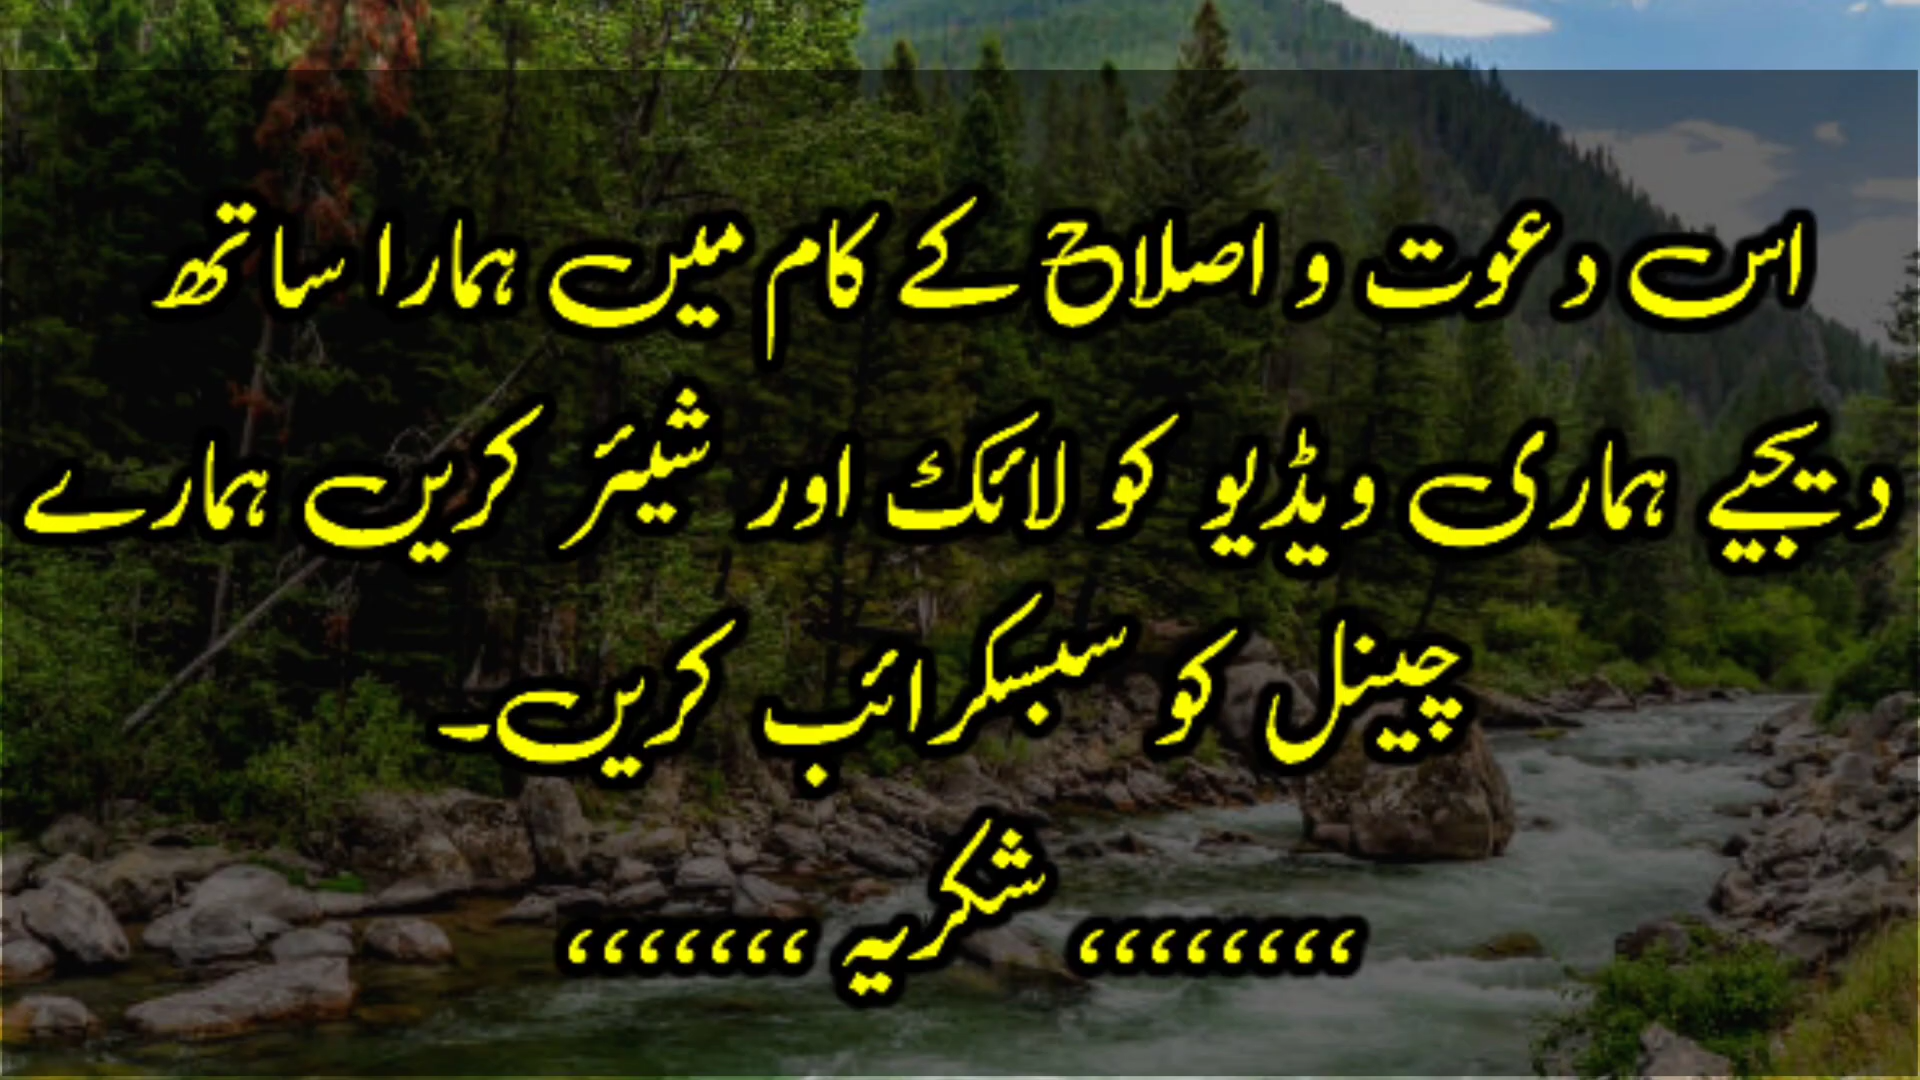 اس دعوت و اصلاح کے کام میں ہمارا ساتھ
دیجیے ہماری ویڈیو کو لائک اور شیئر کریں ہمارے
چینل کو سبسکرائب کریں۔
،،،،،،،، شکریہ ،،،،،،،